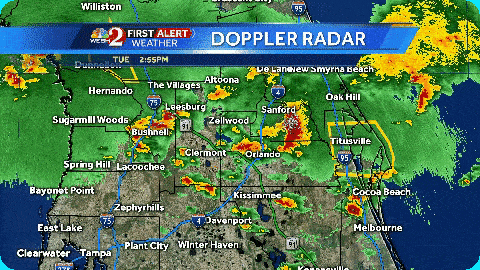 Williston
95
WESH 2 FIRST ALERT
WEATHER
DOPPLER RADAR
TUE 2:55PM
Dunnellon
De Land
New Smyrna Beach
Altoona
Hernando
The Villages
4
Oak Hill
75
Leesburg
Sanford
Sugarmill Woods
Zellwood
Bushnell
Titusville
Clermont
Orlando
95
Spring Hill
Lacoochee
Bayonet Point
Kissimmee
Cocoa Beach
Zephyrhills
75
4
Davenport
Melbourne
East Lake
Plant City
Winter Haven
Clearwater
Tampa
Kenansville